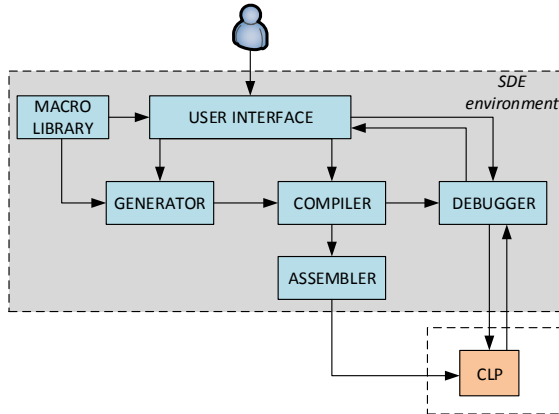 SDE
environment
MACRO
LIBRARY
USER INTERFACE
GENERATOR
COMPILER
DEBUGGER
ASSEMBLER
CLP